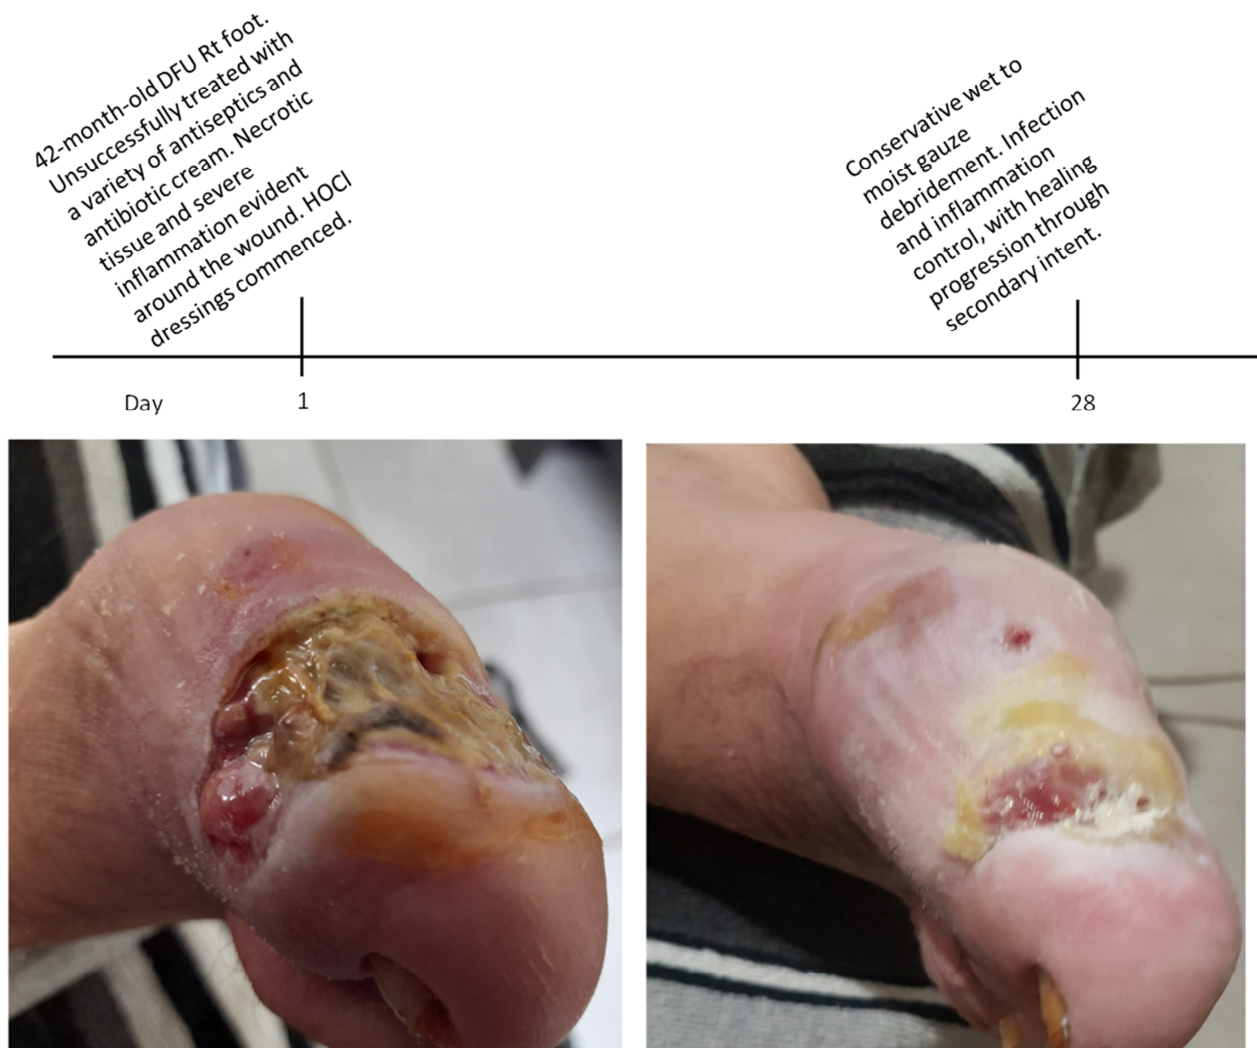 42-month-old DFU Rt foot.
Unsuccessfully treated with
a variety of antiseptics and
antibiotic cream. Necrotic
tissue and severe
inflammation evident
around the wound. HOCl
dressings commenced.
Conservative wet to
moist gauze
debridement. Infection
and inflammation
control, with healing
progression through
secondary intent.
Day
1
28